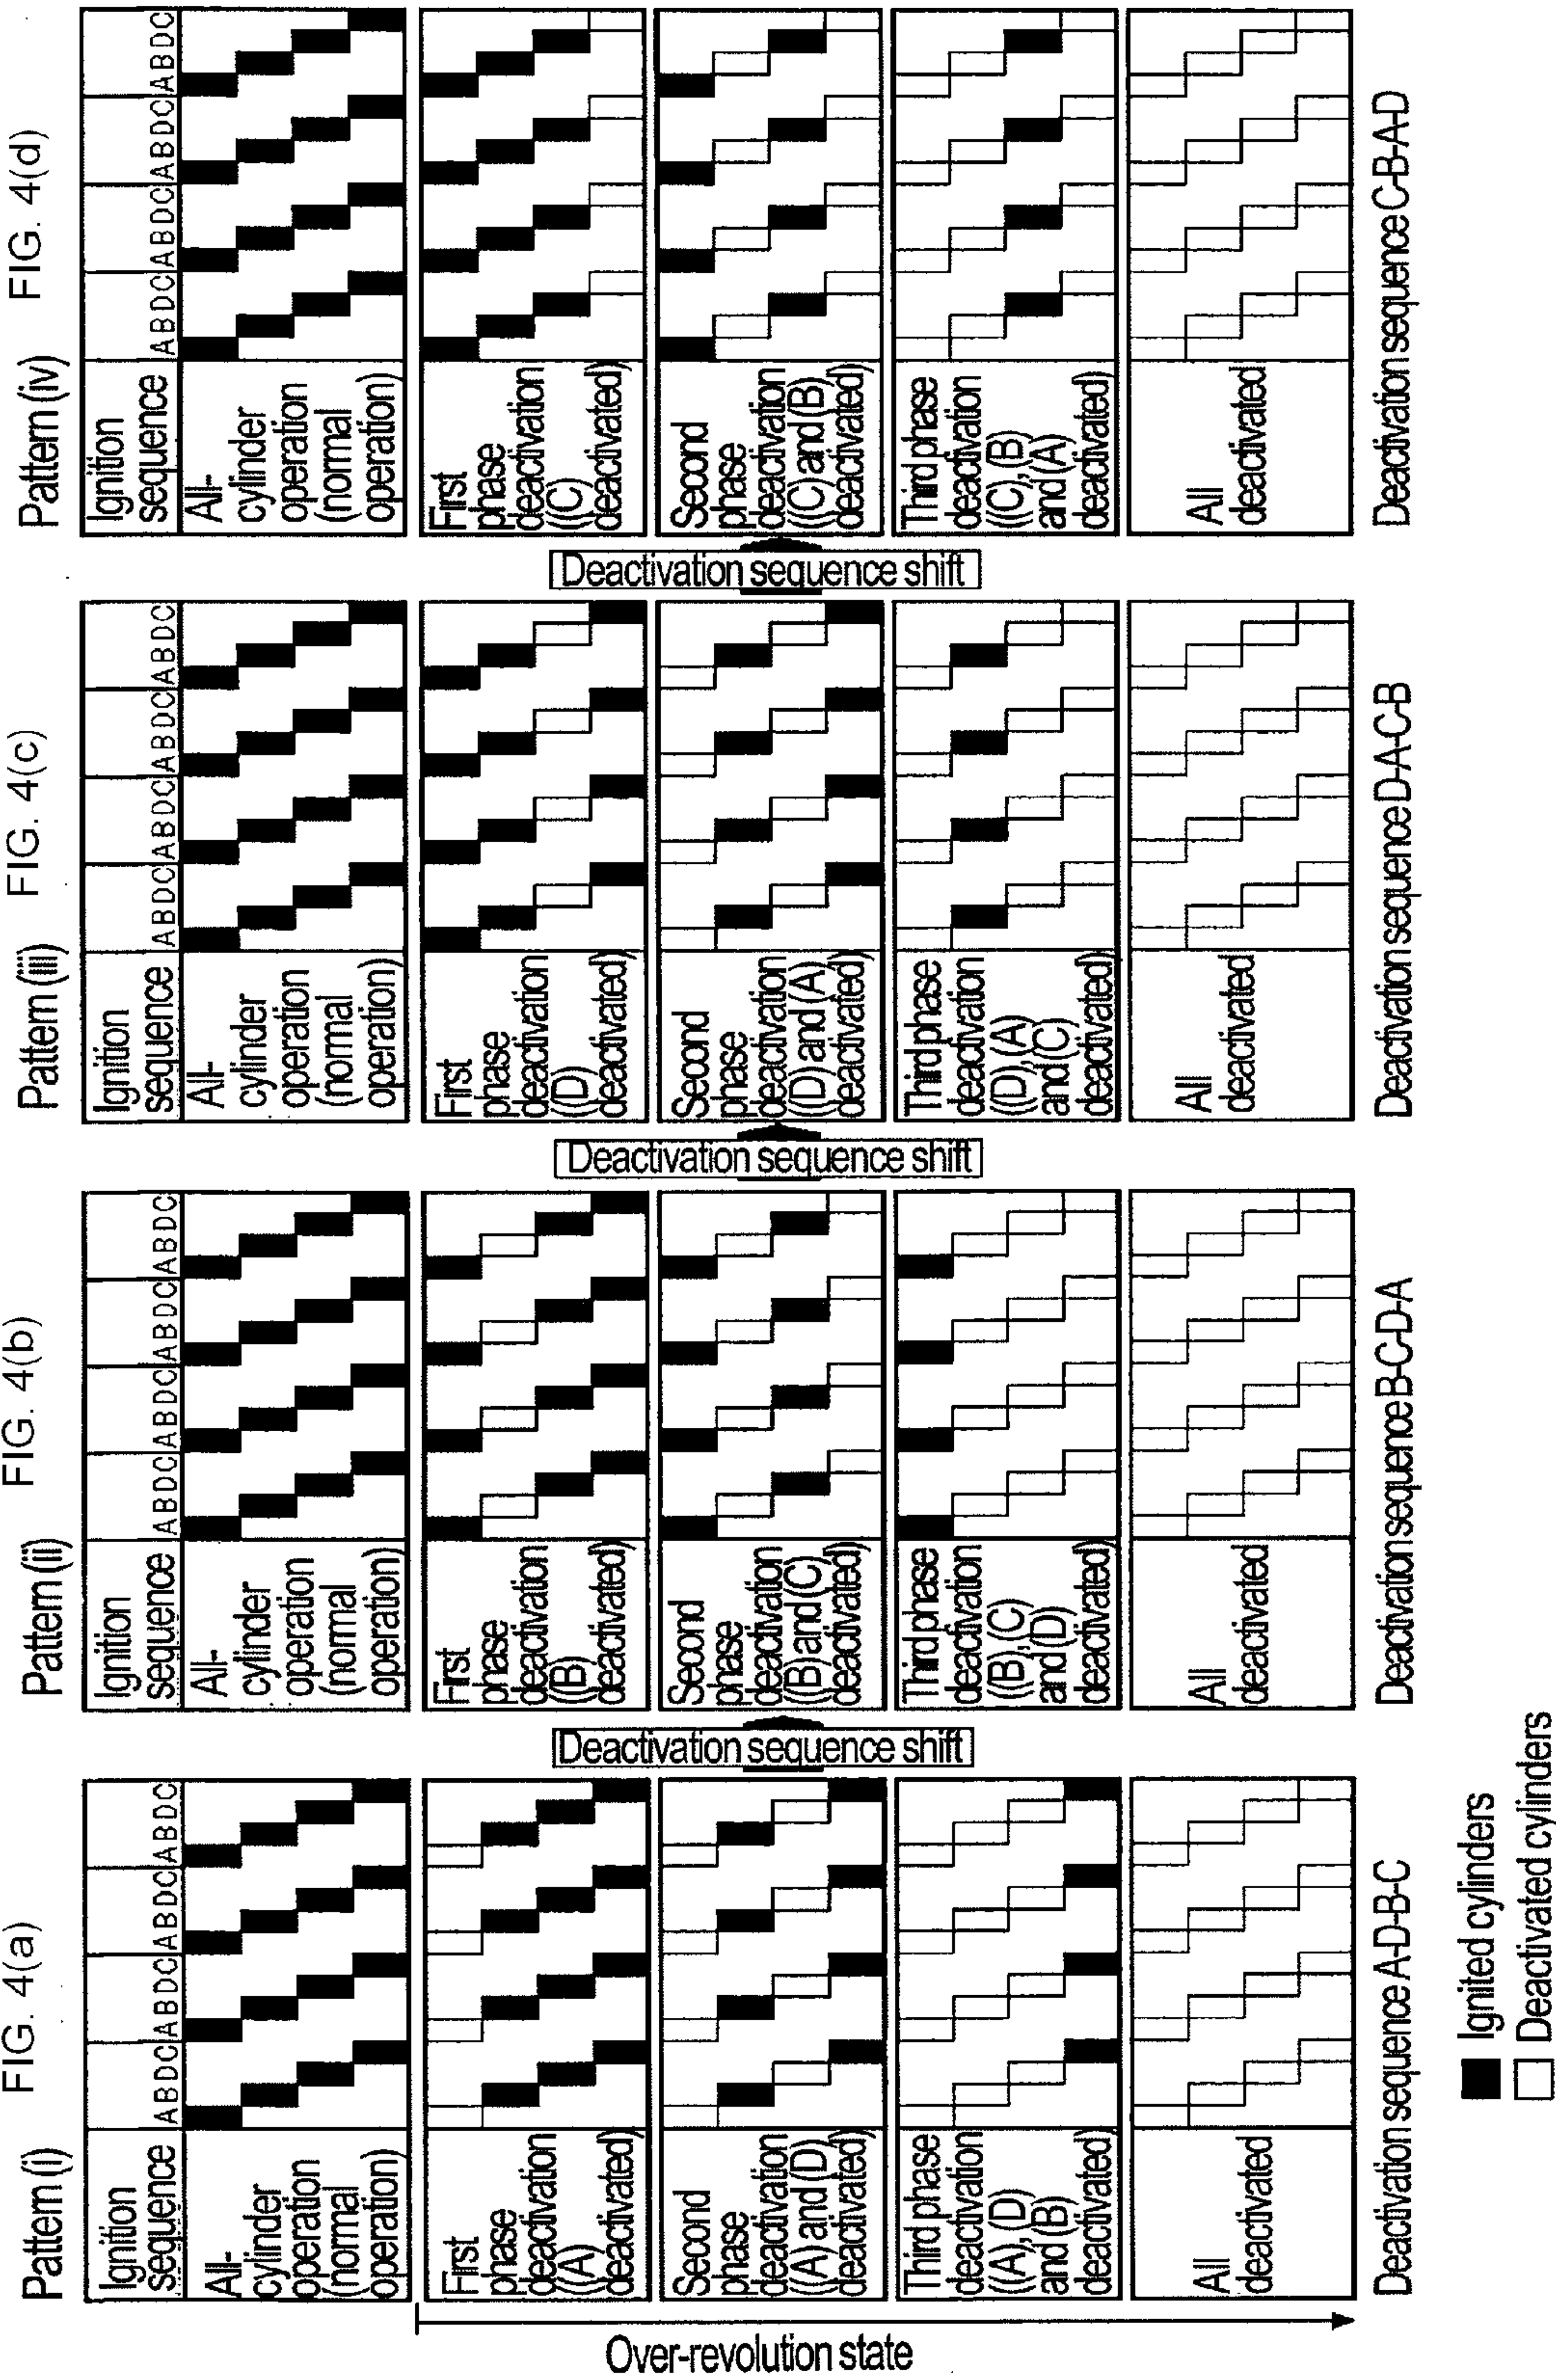 FIG. 4(a)
Pattern (i)
Ignition
sequence
A B D C A B D C A B D C A B D C
All-
cylinder
operation
(normal
operation)
First
phase
deactivation
((A)
deactivated)
Second
phase
deactivation
((A) and (D)
deactivated)
Third phase
deactivation
((A), (D)
and (B)
deactivated)
All
deactivated
Deactivation sequence A-D-B-C
Over-revolution state
Deactivation sequence shift
FIG. 4(b)
Pattern (ii)
Ignition
sequence
A B D C A B D C A B D C A B D C
All-
cylinder
operation
(normal
operation)
First
phase
deactivation
((B)
deactivated)
Second
phase
deactivation
((B) and (C)
deactivated)
Third phase
deactivation
((B), (C)
and (D)
deactivated)
All
deactivated
Deactivation sequence B-C-D-A
Deactivation sequence shift
FIG. 4(c)
Pattern (iii)
Ignition
sequence
A B D C A B D C A B D C A B D C
All-
cylinder
operation
(normal
operation)
First
phase
deactivation
((D)
deactivated)
Second
phase
deactivation
((D) and (A)
deactivated)
Third phase
deactivation
((D), (A)
and (C)
deactivated)
All
deactivated
Deactivation sequence D-A-C-B
Deactivation sequence shift
FIG. 4(d)
Pattern (iv)
Ignition
sequence
A B D C A B D C A B D C A B D C
All-
cylinder
operation
(normal
operation)
First
phase
deactivation
((C)
deactivated)
Second
phase
deactivation
((C) and (B)
deactivated)
Third phase
deactivation
((C), (B)
and (A)
deactivated)
All
deactivated
Deactivation sequence C-B-A-D
Ignited cylinders
Deactivated cylinders